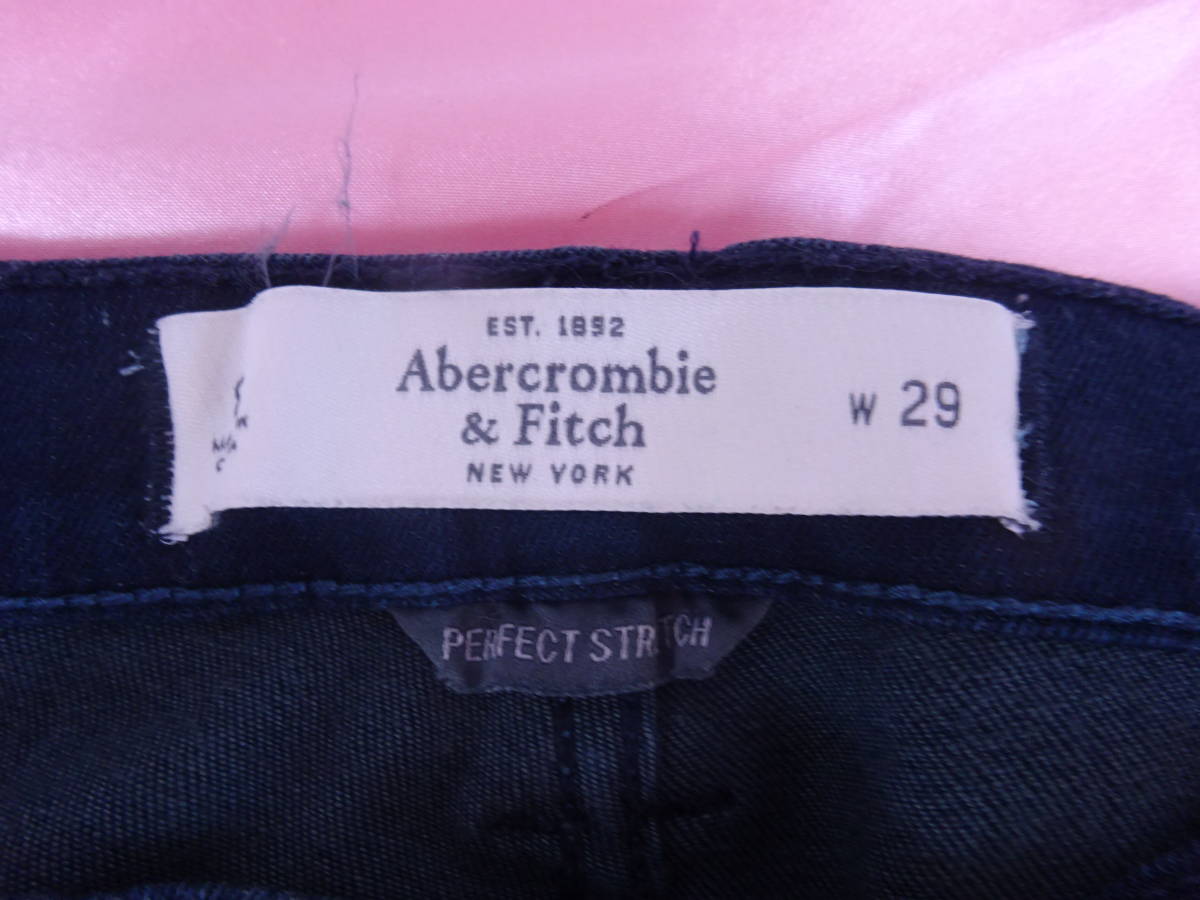 EST. 1892
Abercrombie
& Fitch
NEW YORK
W 29
PERFECT STRETCH